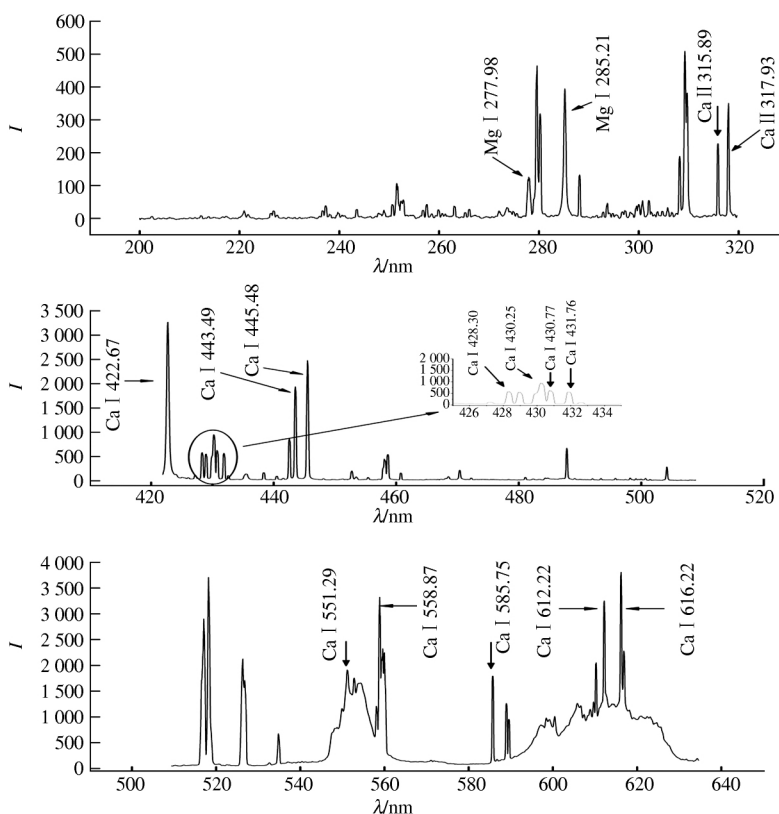 600
500
400
300
200
100
0
I
Mg I 277.98
Mg I 285.21
Ca II 315.89
Ca II 317.93
200 220 240 260 280 300 320
λ/nm
3 500
3 000
2 500
2 000
1 500
1 000
500
0
I
Ca I 422.67
Ca I 443.49
Ca I 445.48
Ca I 428.30
Ca I 430.25
Ca I 430.77
Ca I 431.76
2 000
1 500
1 000
500
0
426 428 430 432 434
420 440 460 480 500 520
λ/nm
4 000
3 500
3 000
2 500
2 000
1 500
1 000
500
0
I
Ca I 551.29
Ca I 558.87
Ca I 585.75
Ca I 612.22
Ca I 616.22
500 520 540 560 580 600 620 640
λ/nm